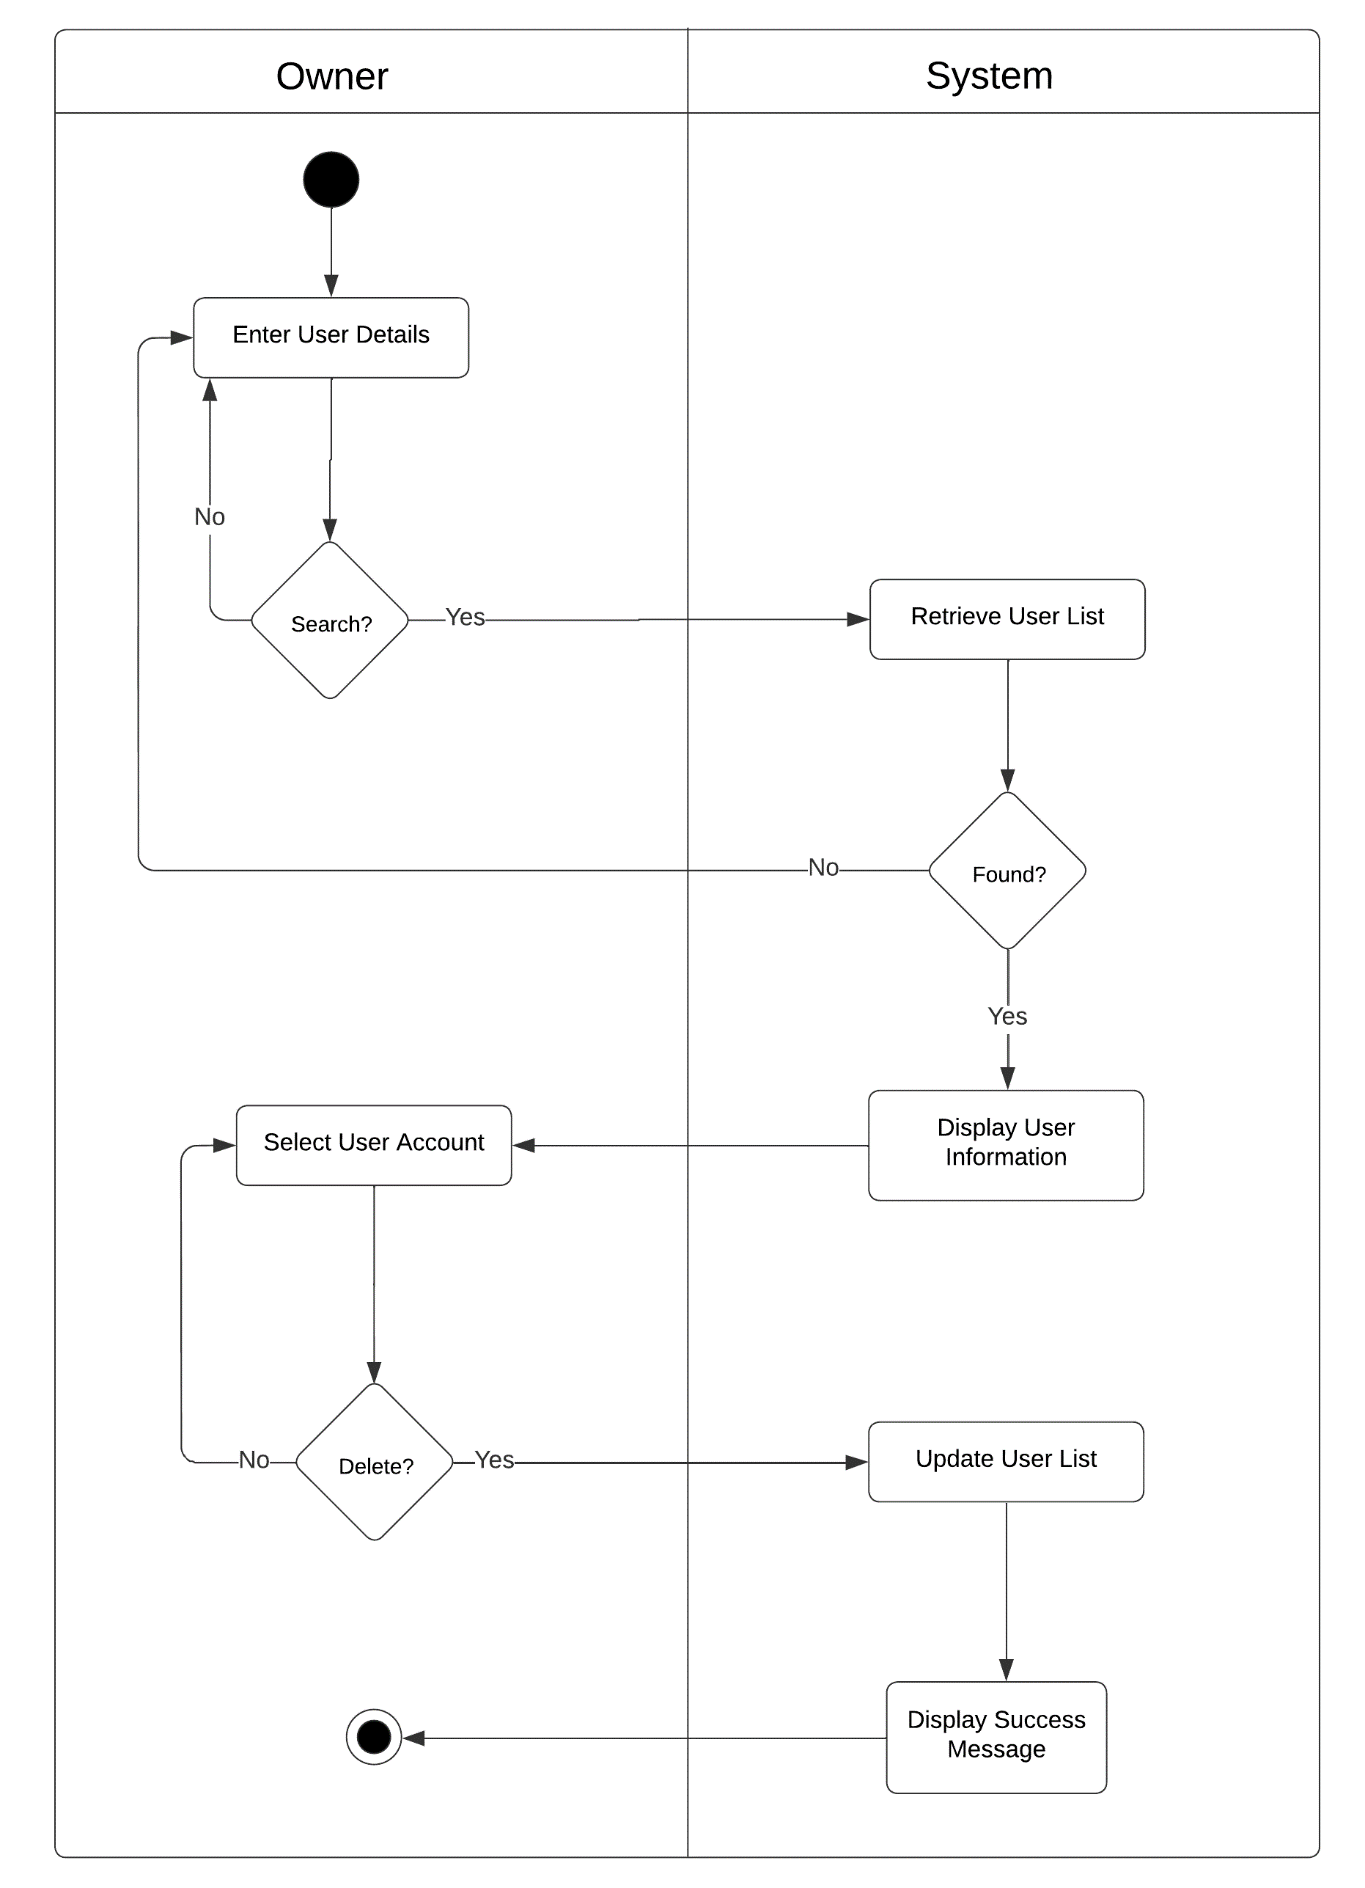 Owner
System
Enter User Details
No
Search?
Yes
Retrieve User List
No
Found?
Yes
Select User Account
Display User
Information
No
Delete?
Yes
Update User List
Display Success
Message